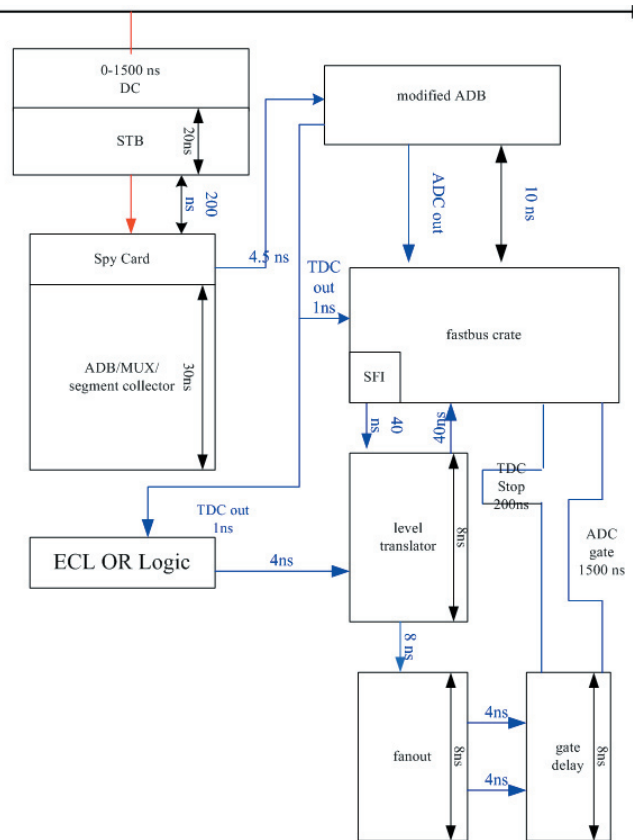 0-1500 ns
DC
20ns
STB
modified ADB
200
ns
ADC out
10 ns
Spy Card
4.5 ns
TDC
out
1ns
fastbus crate
ADB/MUX/
segment collector
30ns
SFI
40
ns
40ns
TDC
Stop
200ns
TDC out
1ns
level
translator
8ns
ADC
gate
1500 ns
ECL OR Logic
4ns
8 ns
4ns
fanout
8ns
gate
delay
8ns
4ns